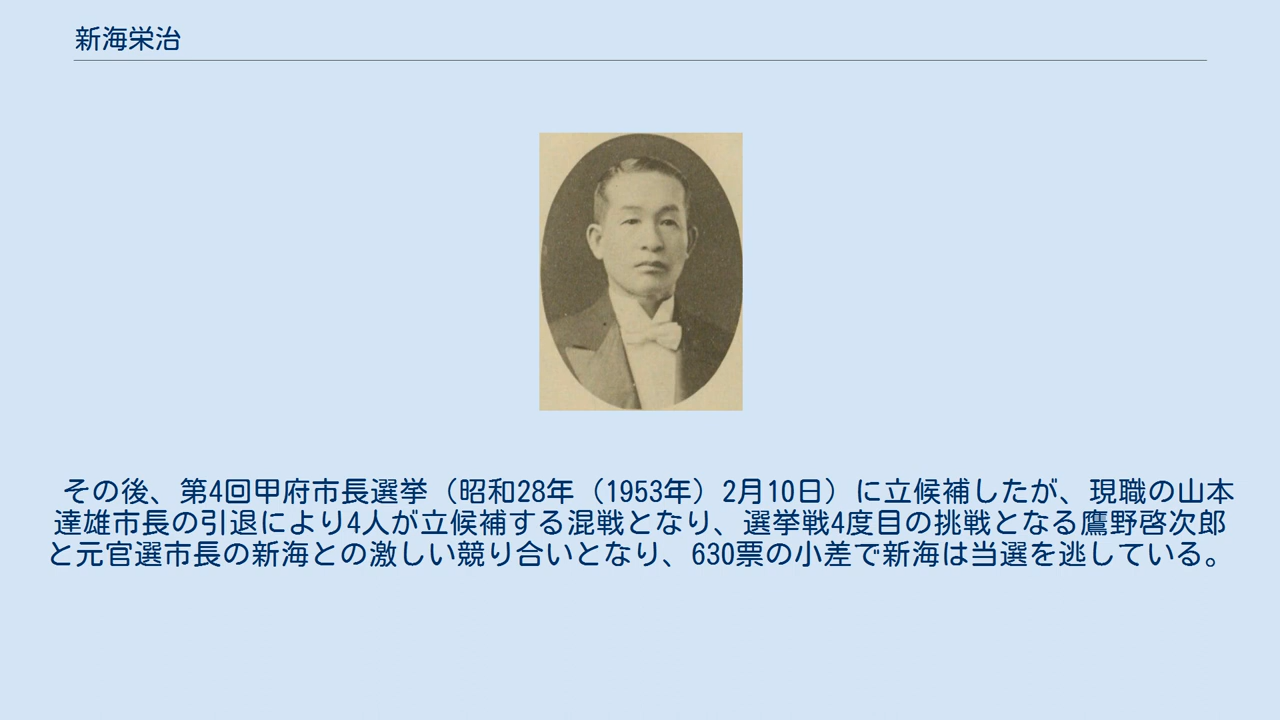 新海栄治
その後、第4回甲府市長選挙（昭和28年（1953年）2月10日）に立候補したが、現職の山本
達雄市長の引退により4人が立候補する混戦となり、選挙戦4度目の挑戦となる鷹野啓次郎
と元官選市長の新海との激しい競り合いとなり、630票の小差で新海は当選を逃している。